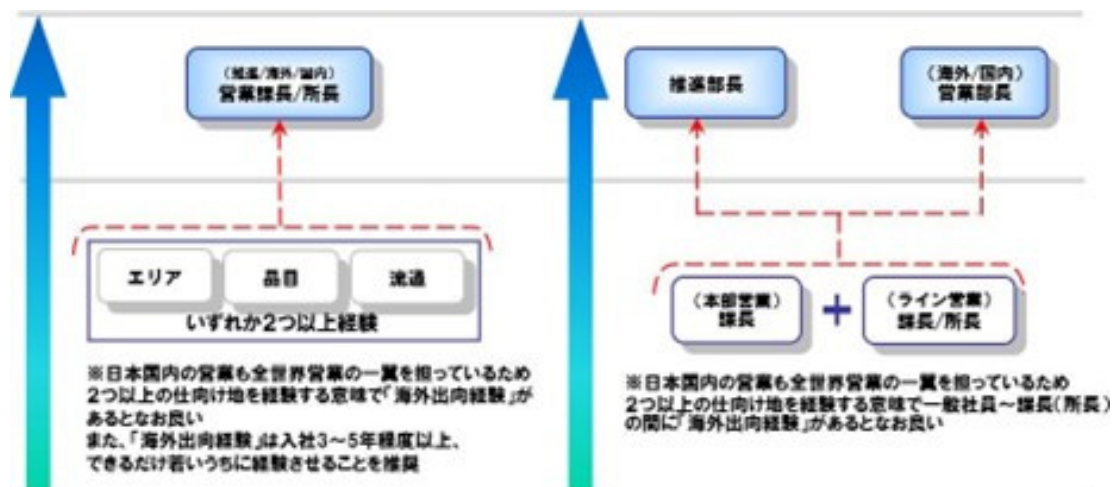 (推進/海外/国内)
営業課長/所長
エリア
品目
流通
いずれか2つ以上経験
※日本国内の営業も全世界営業の一翼を担っているため
2つ以上の仕向け地を経験する意味で「海外出向経験」が
あるとなお良い
また、「海外出向経験」は入社3～5年程度以上、
できるだけ若いうちに経験させることを推奨
推進部長
(海外/国内)
営業部長
(本部営業)
課長
+
(ライン営業)
課長/所長
※日本国内の営業も全世界営業の一翼を担っているため
2つ以上の仕向け地を経験する意味で一般社員～課長(所長)
の間に「海外出向経験」があるとなお良い